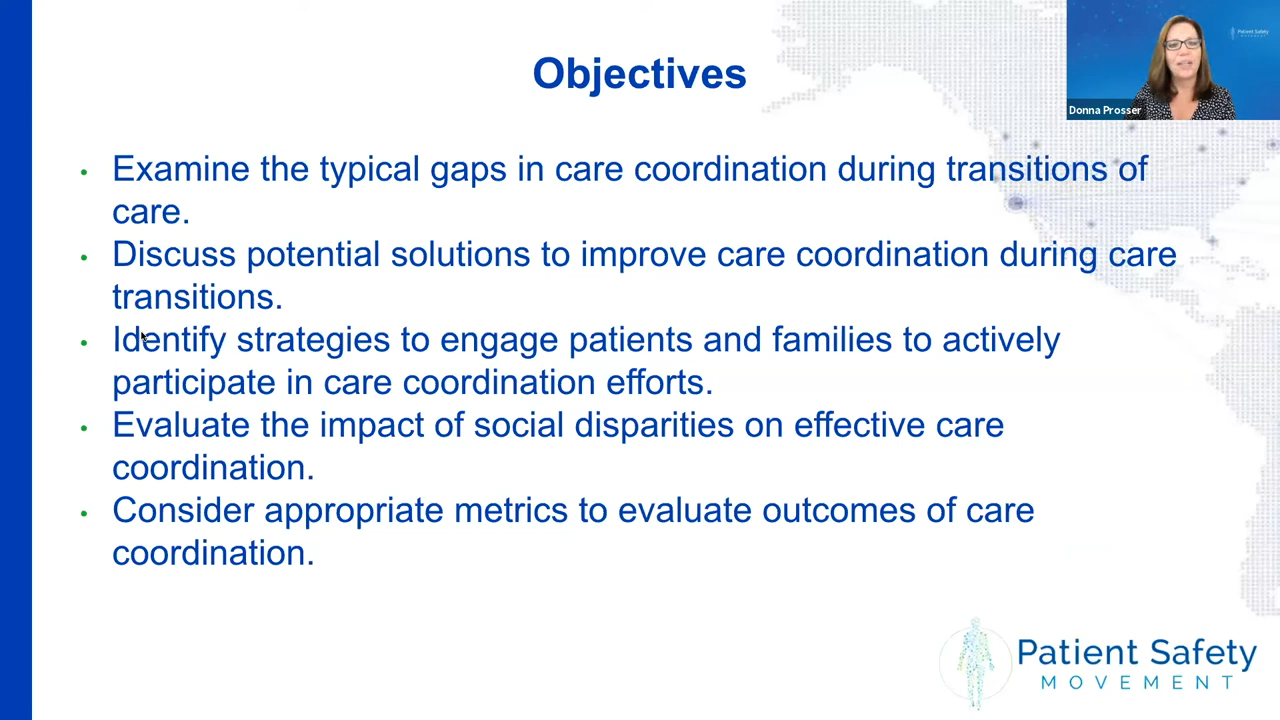 Objectives
Patient Safety
MOVEMENT
Donna Prosser
• Examine the typical gaps in care coordination during transitions of
care.
• Discuss potential solutions to improve care coordination during care
transitions.
• Identify strategies to engage patients and families to actively
participate in care coordination efforts.
• Evaluate the impact of social disparities on effective care
coordination.
• Consider appropriate metrics to evaluate outcomes of care
coordination.
Patient Safety
MOVEMENT